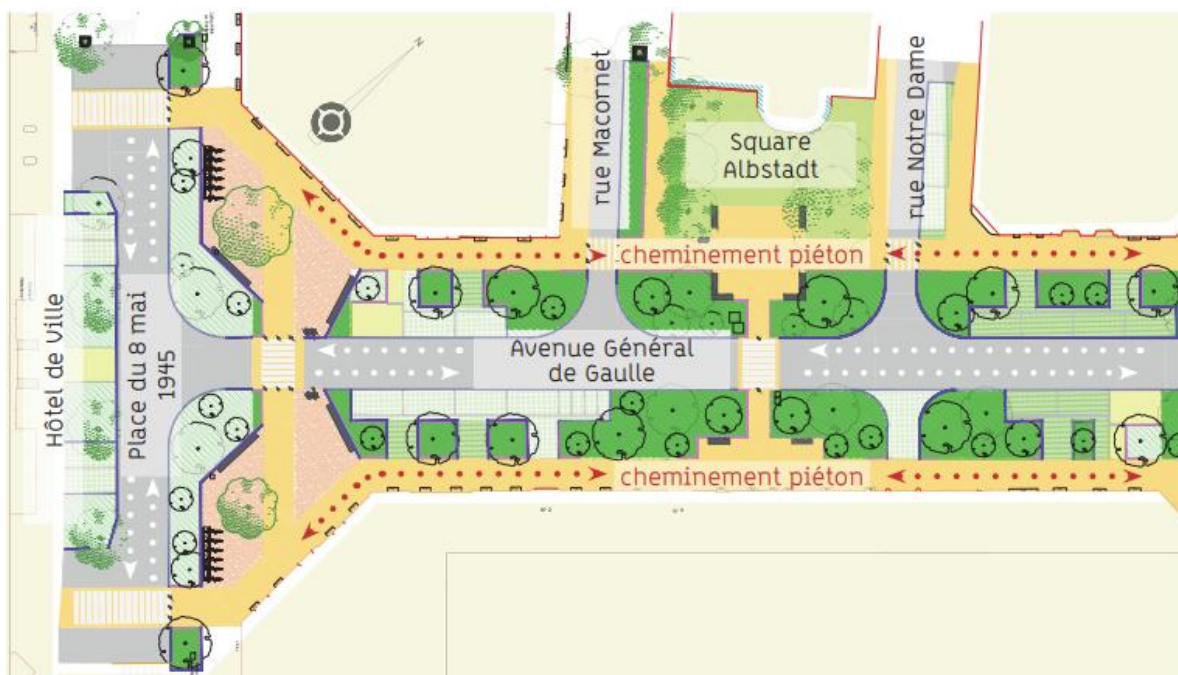 N
rue Macornet
Square
Albstadt
rue Notre Dame
cheminement piéton
Hôtel de Ville
Place du 8 mai
1945
Avenue Général
de Gaulle
cheminement piéton